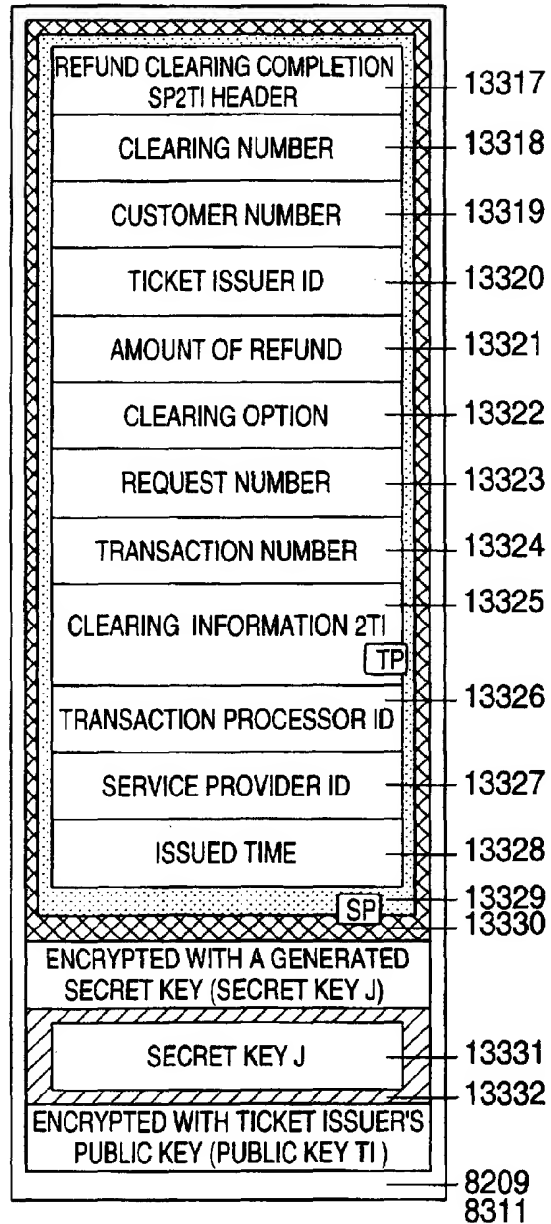 REFUND CLEARING COMPLETION
SP2TI HEADER
13317
CLEARING NUMBER
13318
CUSTOMER NUMBER
13319
TICKET ISSUER ID
13320
AMOUNT OF REFUND
13321
CLEARING OPTION
13322
REQUEST NUMBER
13323
TRANSACTION NUMBER
13324
CLEARING INFORMATION 2TI
13325
TP
TRANSACTION PROCESSOR ID
13326
SERVICE PROVIDER ID
13327
ISSUED TIME
13328
13329
SP
13330
ENCRYPTED WITH A GENERATED
SECRET KEY (SECRET KEY J)
SECRET KEY J
13331
13332
ENCRYPTED WITH TICKET ISSUER'S
PUBLIC KEY (PUBLIC KEY TI )
8209
8311